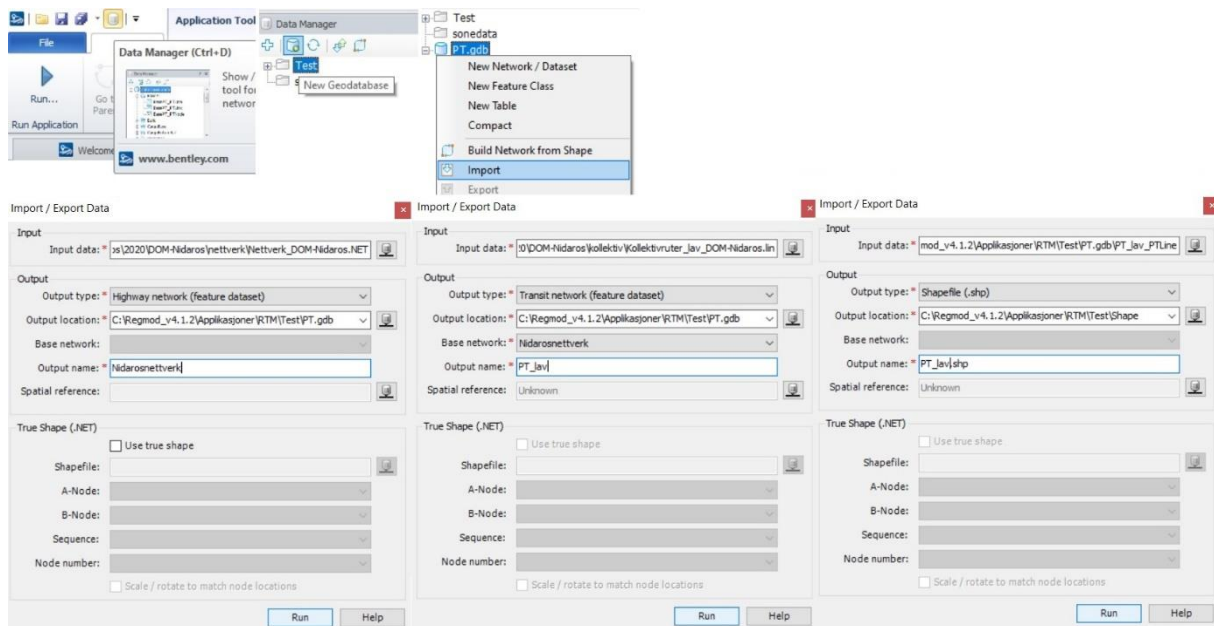 File
Run...
Run Application
Application Tool
Data Manager (Ctrl+D)
Show /
tool for
networ
Welcome
www.bentley.com
Data Manager
Test
New Geodatabase
Test
sonedata
PT.gdb
New Network / Dataset
New Feature Class
New Table
Compact
Build Network from Shape
Import
Export
Import / Export Data
Input
Input data: * os\2020\DOM-Nidaros\nettverk\Nettverk_DOM-Nidaros.NET
Output
Output type: * Highway network (feature dataset)
Output location: * C:\Regmod_v4.1.2\Applikasjoner\RTM\Test\PT.gdb
Base network:
Output name: * Nidarosnettverk
Spatial reference:
True Shape (.NET)
Use true shape
Shapefile:
A-Node:
B-Node:
Sequence:
Node number:
Scale / rotate to match node locations
Run
Help
Import / Export Data
Input
Input data: * 0\DOM-Nidaros\kollektiv\Kollektivruter_lav_DOM-Nidaros.lin
Output
Output type: * Transit network (feature dataset)
Output location: * C:\Regmod_v4.1.2\Applikasjoner\RTM\Test\PT.gdb
Base network: * Nidarosnettverk
Output name: * PT_lav
Spatial reference: Unknown
True Shape (.NET)
Use true shape
Shapefile:
A-Node:
B-Node:
Sequence:
Node number:
Scale / rotate to match node locations
Run
Help
Import / Export Data
Input
Input data: * mod_v4.1.2\Applikasjoner\RTM\Test\PT.gdb\PT_lav_PTLine
Output
Output type: * Shapefile (.shp)
Output location: * C:\Regmod_v4.1.2\Applikasjoner\RTM\Test\Shape
Base network:
Output name: * PT_lav.shp
Spatial reference: Unknown
True Shape (.NET)
Use true shape
Shapefile:
A-Node:
B-Node:
Sequence:
Node number:
Scale / rotate to match node locations
Run
Help